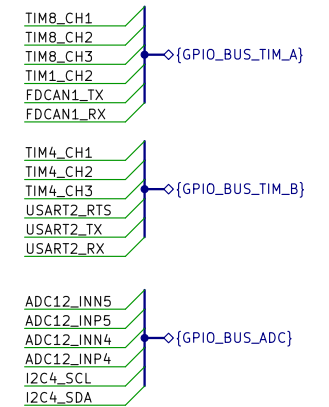 TIM8_CH1
TIM8_CH2
TIM8_CH3
TIM1_CH2
FDCAN1_TX
FDCAN1_RX
{GPIO_BUS_TIM_A}
TIM4_CH1
TIM4_CH2
TIM4_CH3
USART2_RTS
USART2_TX
USART2_RX
{GPIO_BUS_TIM_B}
ADC12_INN5
ADC12_INP5
ADC12_INN4
ADC12_INP4
I2C4_SCL
I2C4_SDA
{GPIO_BUS_ADC}